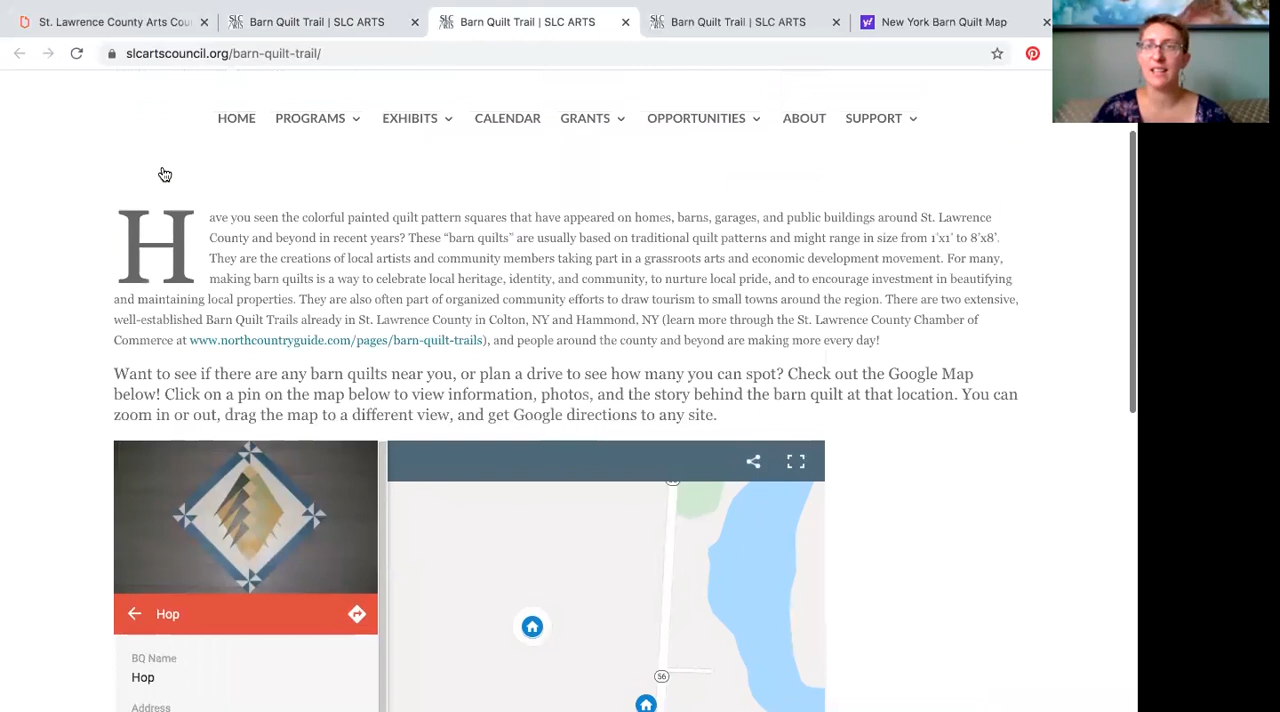 St. Lawrence County Arts Cou
Barn Quilt Trail | SLC ARTS
Barn Quilt Trail | SLC ARTS
Barn Quilt Trail | SLC ARTS
New York Barn Quilt Map
slcartscouncil.org/barn-quilt-trail/
HOME PROGRAMS EXHIBITS CALENDAR GRANTS OPPORTUNITIES ABOUT SUPPORT
Have you seen the colorful painted quilt pattern squares that have appeared on homes, barns, garages, and public buildings around St. Lawrence
County and beyond in recent years? These “barn quilts” are usually based on traditional quilt patterns and might range in size from 1'x1' to 8'x8'.
They are the creations of local artists and community members taking part in a grassroots arts and economic development movement. For many,
making barn quilts is a way to celebrate local heritage, identity, and community, to nurture local pride, and to encourage investment in beautifying
and maintaining local properties. They are also often part of organized community efforts to draw tourism to small towns around the region. There are two extensive,
well-established Barn Quilt Trails already in St. Lawrence County in Colton, NY and Hammond, NY (learn more through the St. Lawrence County Chamber of
Commerce at www.northcountryguide.com/pages/barn-quilt-trails), and people around the county and beyond are making more every day!
Want to see if there are any barn quilts near you, or plan a drive to see how many you can spot? Check out the Google Map
below! Click on a pin on the map below to view information, photos, and the story behind the barn quilt at that location. You can
zoom in or out, drag the map to a different view, and get Google directions to any site.
Hop
BQ Name
Hop
Address
56